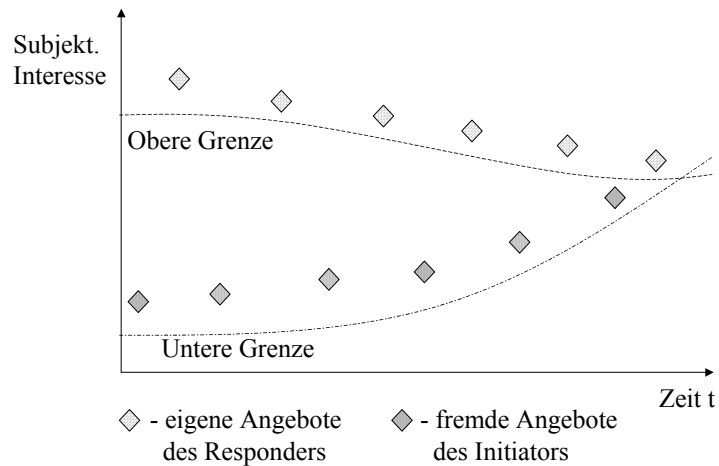 Subjekt.
Interesse
Obere Grenze
Untere Grenze
Zeit t
- eigene Angebote
des Responders
- fremde Angebote
des Initiators